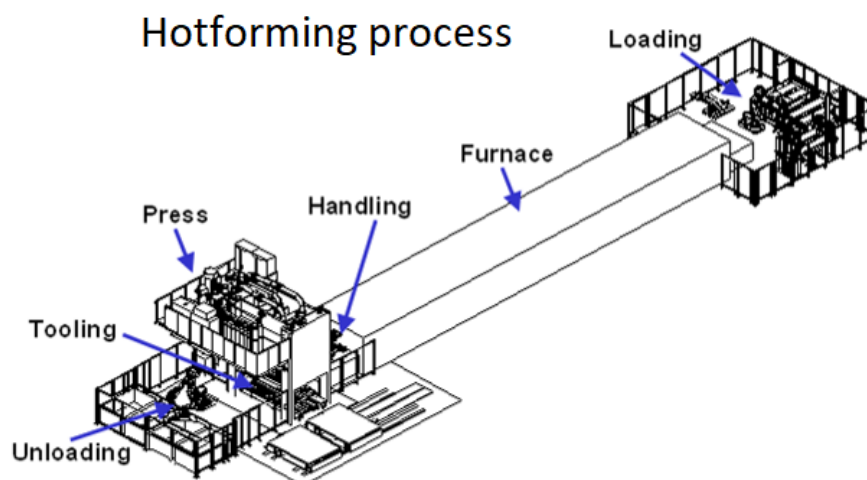 Hotforming process
Loading
Furnace
Handling
Press
Tooling
Unloading